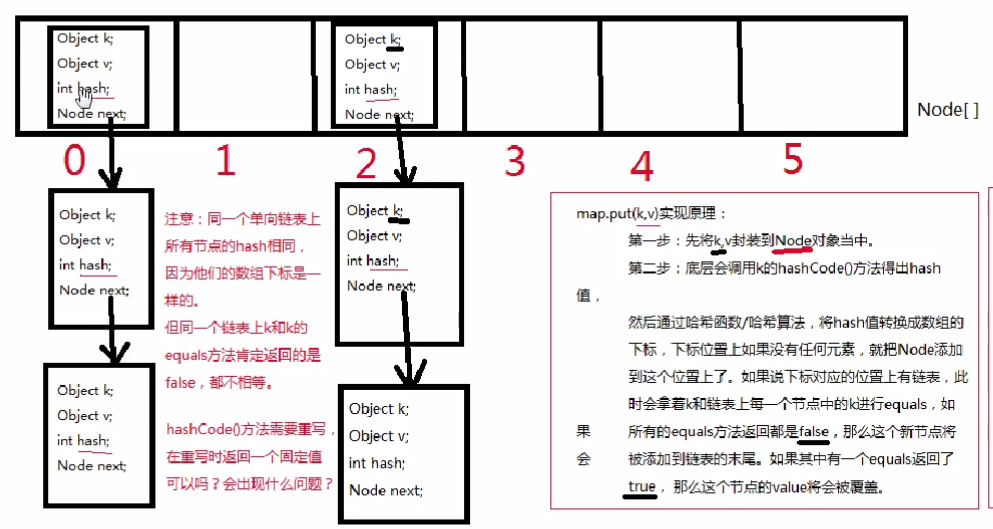 Object k;
Object v;
int hash;
Node next;
Object k;
Object v;
int hash;
Node next;
Node[ ]
0
1
2
3
4
5
Object k;
Object v;
int hash;
Node next;
注意：同一个单向链表上
所有节点的hash相同，
因为他们的数组下标是一
样的。
但同一个链表上k和k的
equals方法肯定返回的是
false，都不相等。
Object k;
Object v;
int hash;
Node next;
Object k;
Object v;
int hash;
Node next;
hashCode()方法需要重写，
在重写时返回一个固定值
可以吗？会出现什么问题？
Object k;
Object v;
int hash;
Node next;
map.put(k,v)实现原理：
第一步：先将k,v封装到Node对象当中。
第二步：底层会调用k的hashCode()方法得出hash
值，
然后通过哈希函数/哈希算法，将hash值转换成数组的
下标，下标位置上如果没有任何元素，就把Node添加
到这个位置上了。如果说下标对应的位置上有链表，此
时会拿着k和链表上每一个节点中的k进行equals，如
果 所有的equals方法返回都是false，那么这个新节点将
会 被添加到链表的末尾。如果其中有一个equals返回了
true，那么这个节点的value将会被覆盖。